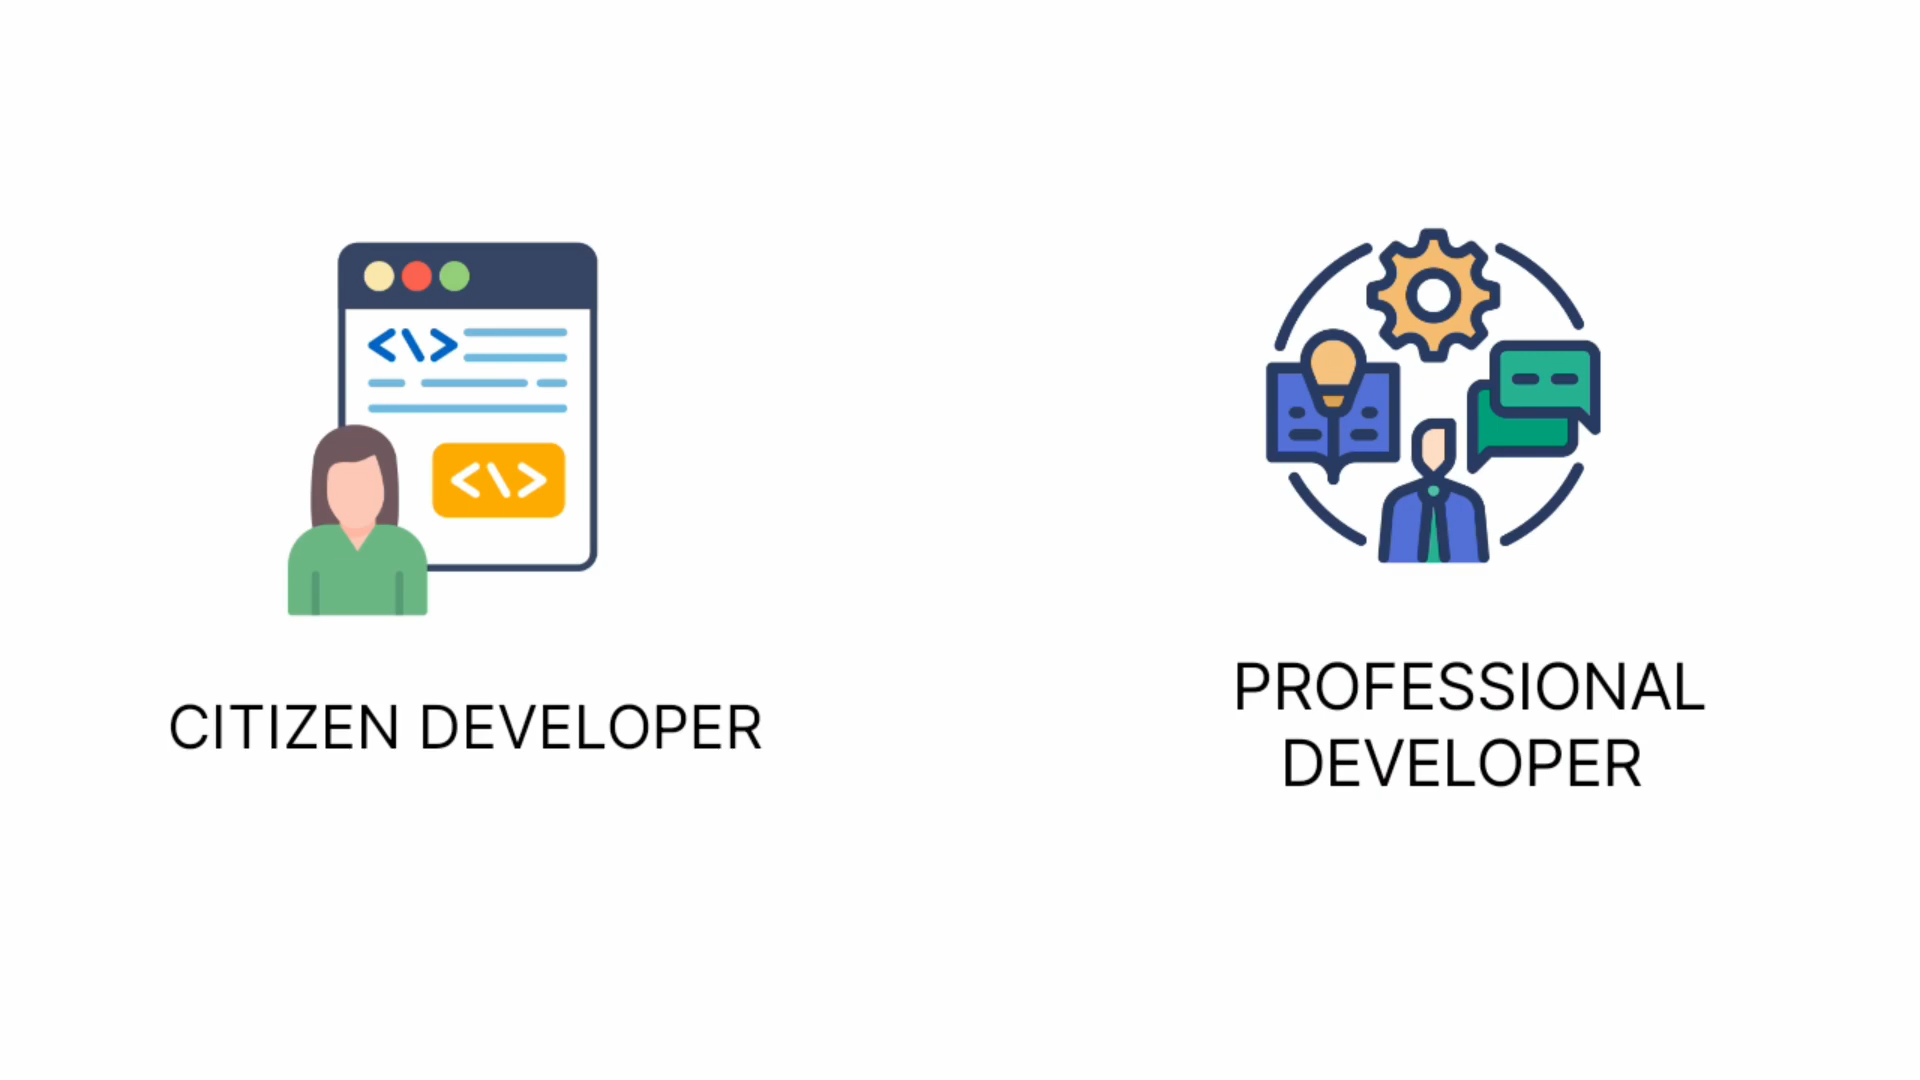 <\>
<\>
CITIZEN DEVELOPER
PROFESSIONAL
DEVELOPER